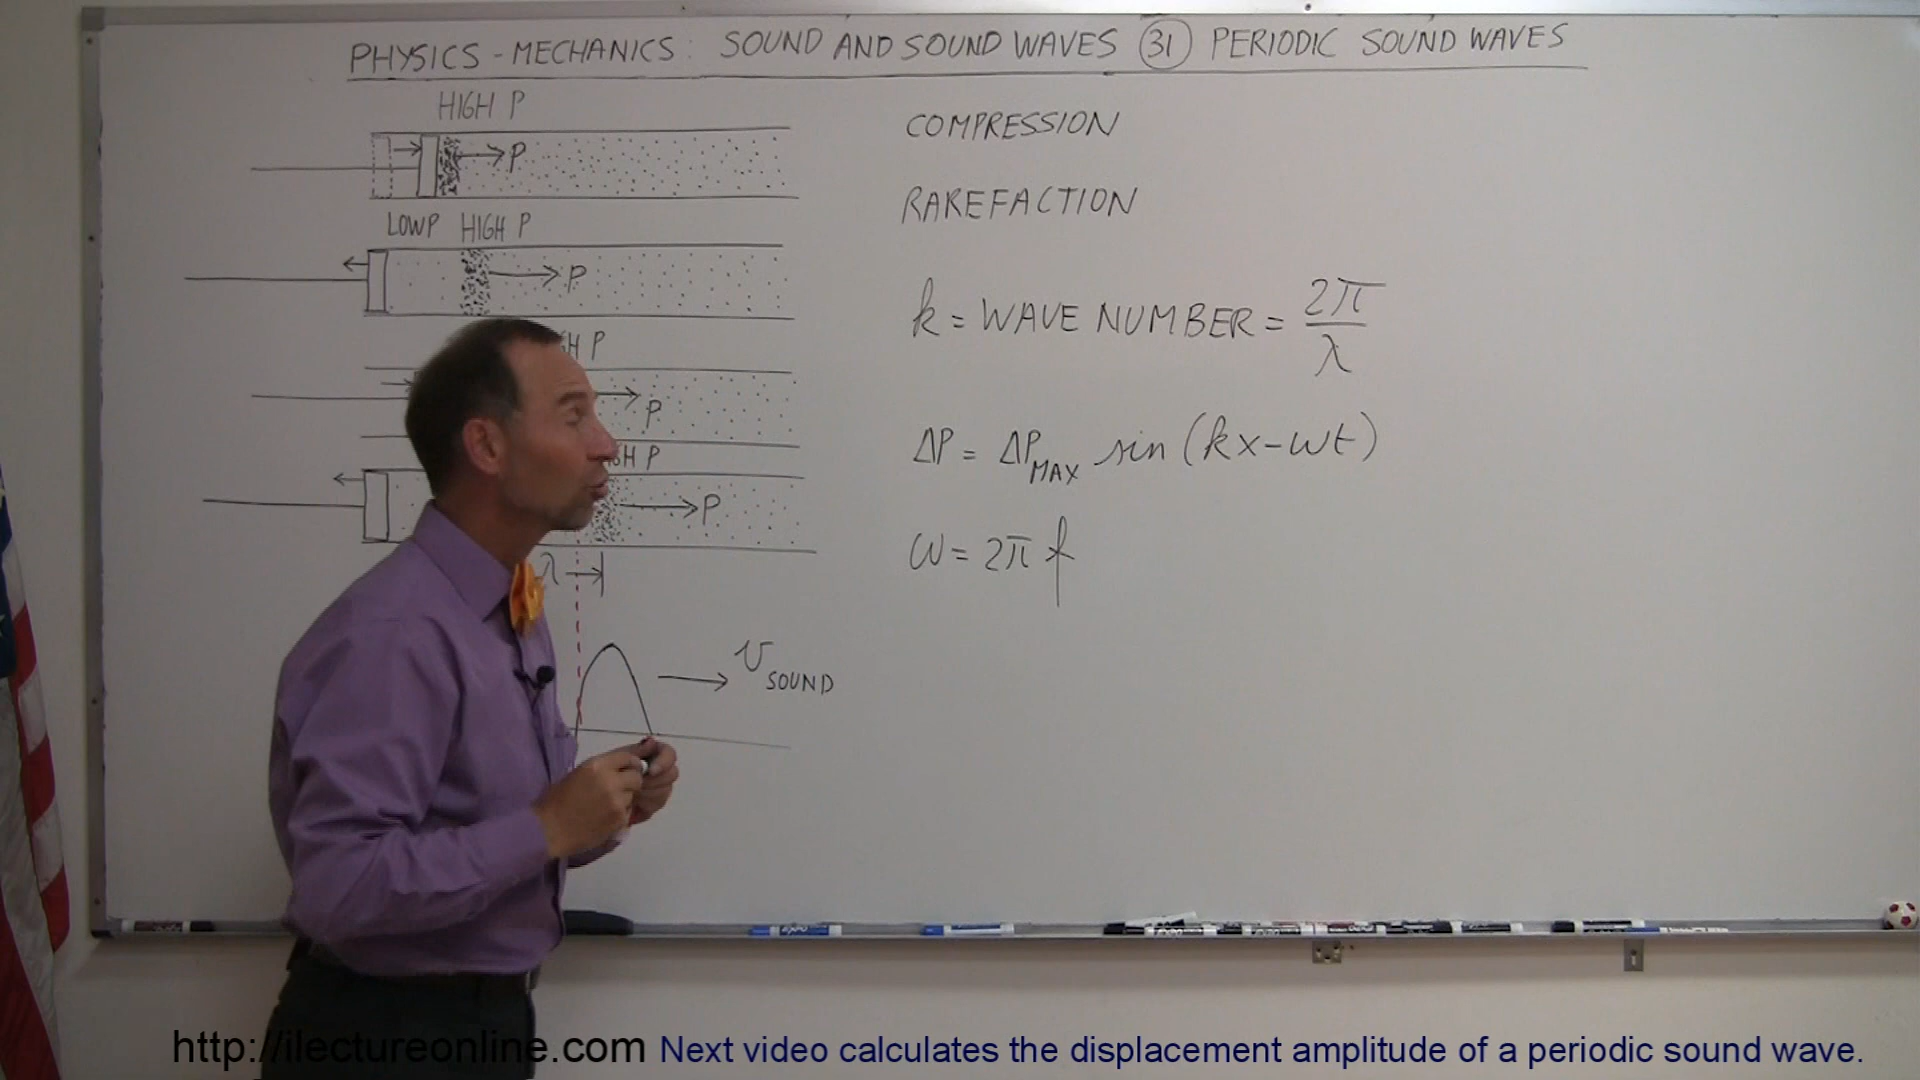 PHYSICS - MECHANICS: SOUND AND SOUND WAVES 31 PERIODIC SOUND WAVES
HIGH P
P
LOW P HIGH P
P
P
P
P
P
λ
v SOUND
COMPRESSION
RAREFACTION
k = WAVE NUMBER = 2π/λ
ΔP = ΔP MAX sin (kx-ωt)
ω = 2π f
EXPO
http://ilectureonline.com Next video calculates the displacement amplitude of a periodic sound wave.